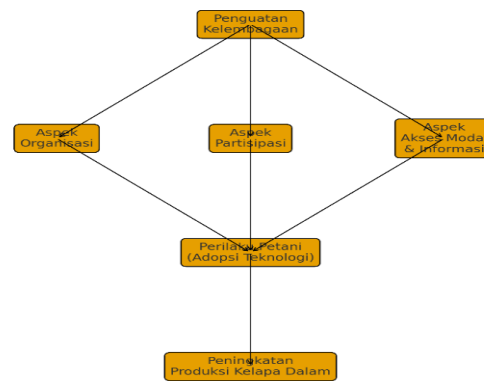 Penguatan
Kelembagaan
Aspek
Organisasi
Aspek
Partisipasi
Aspek
Akses Modal
& Informasi
Perilaku Petani
(Adopsi Teknologi)
Peningkatan
Produksi Kelapa Dalam